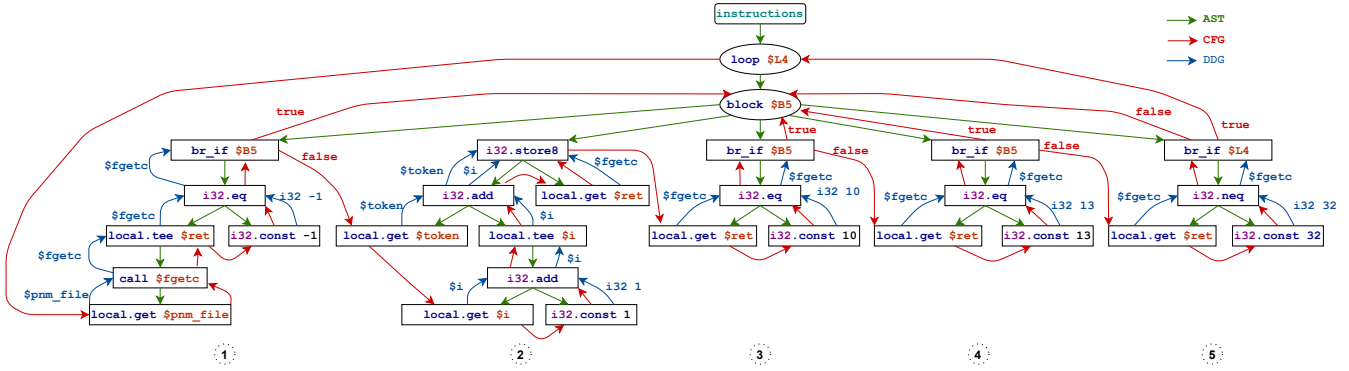 instructions
AST
CFG
DDG
loop $L4
block $B5
true
false
true
br_if $B5
false
i32.store8
$fgetc
br_if $B5
true
false
br_if $B5
true
false
br_if $L4
$fgetc
$token
$i
$fgetc
$fgetc
$fgetc
i32.eq
i32 -1
i32.add
local.get $ret
$fgetc
i32.eq
i32 10
$fgetc
i32.eq
i32 13
$fgetc
i32.neq
i32 32
$fgetc
$token
$i
local.tee $ret
i32.const -1
local.get $token
local.tee $i
local.get $ret
i32.const 10
local.get $ret
i32.const 13
local.get $ret
i32.const 32
$fgetc
$i
call $fgetc
i32.add
$pnm_file
$i
i32 1
local.get $pnm_file
local.get $i
i32.const 1
1
2
3
4
5